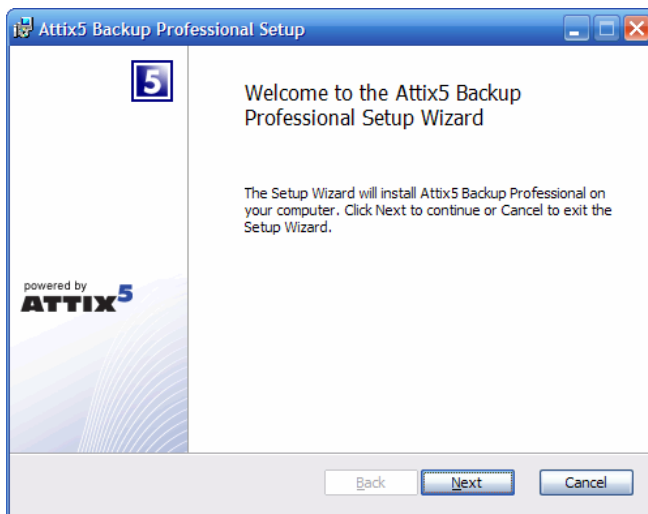 Attix5 Backup Professional Setup
5
Welcome to the Attix5 Backup
Professional Setup Wizard
The Setup Wizard will install Attix5 Backup Professional on
your computer. Click Next to continue or Cancel to exit the
Setup Wizard.
powered by
ATTIX5
Back
Next
Cancel